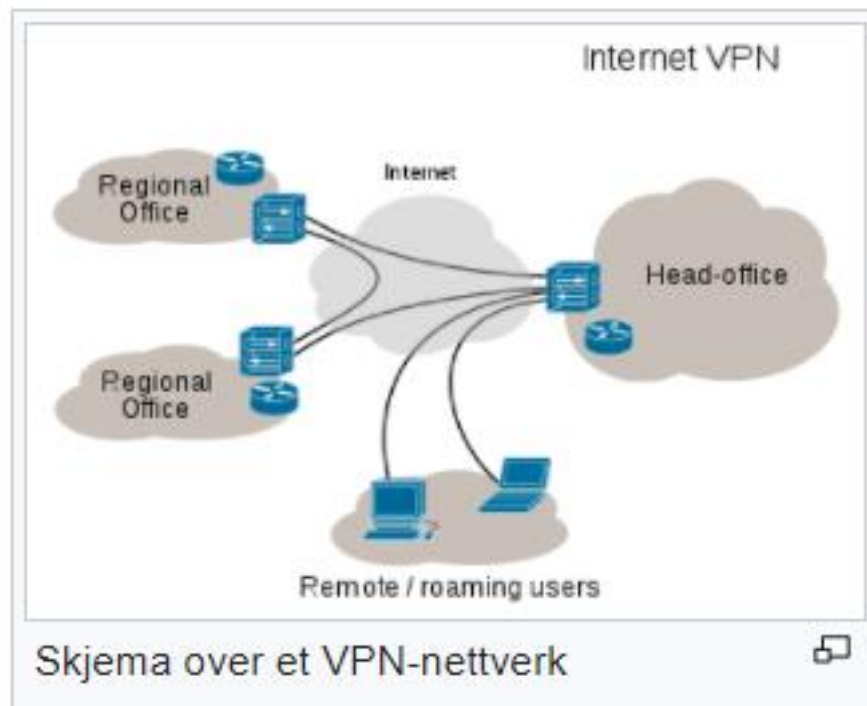 Internet VPN
Internet
Regional
Office
Head-office
Regional
Office
Remote / roaming users
Skjema over et VPN-nettverk